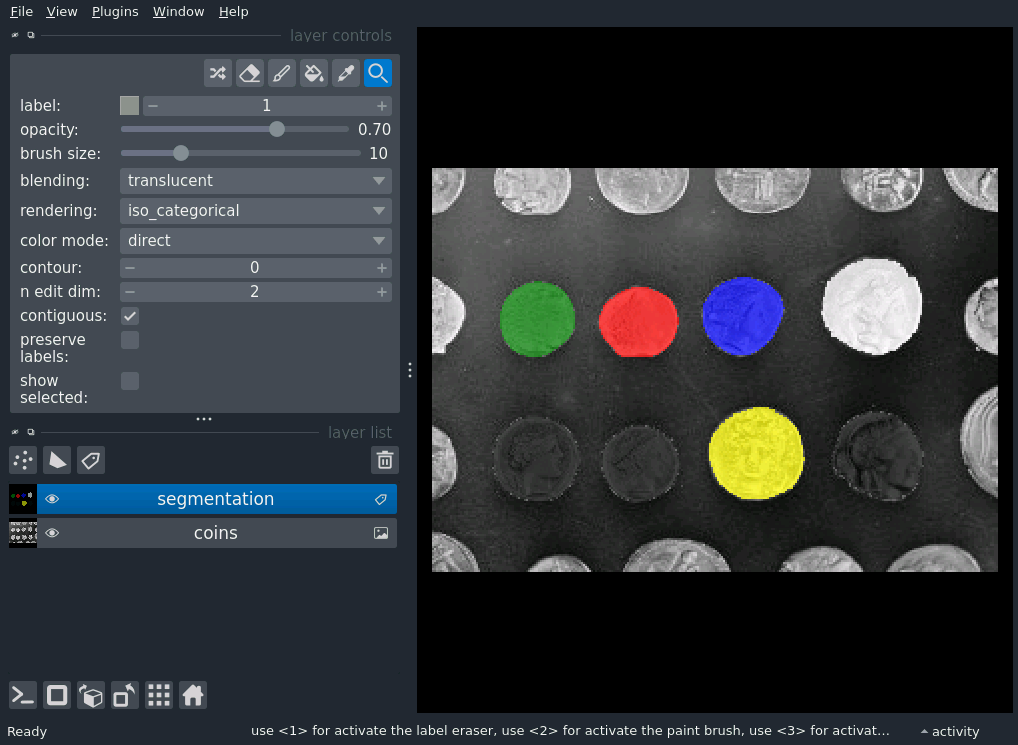 File View Plugins Window Help
layer controls
label: 1
opacity: 0.70
brush size: 10
blending: translucent
rendering: iso_categorical
color mode: direct
contour: 0
n edit dim: 2
contiguous:
preserve
labels:
show
selected:
layer list
segmentation
coins
Ready use <1> for activate the label eraser, use <2> for activate the paint brush, use <3> for activat... activity